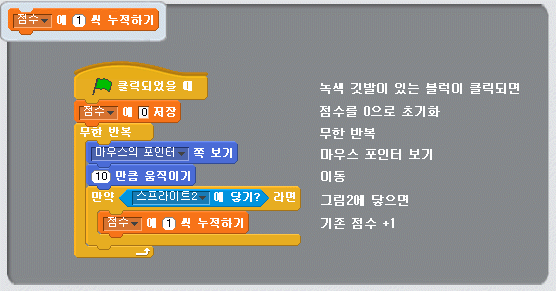 점수 에 1 씩 누적하기
클릭되었을 때 녹색 깃발이 있는 블럭이 클릭되면
점수 에 0 저장 점수를 0으로 초기화
무한 반복 무한 반복
마우스의 포인터 쪽 보기 마우스 포인터 보기
10 만큼 움직이기 이동
만약 스프라이트2 에 닿기? 라면 그림2에 닿으면
점수 에 1 씩 누적하기 기존 점수 +1